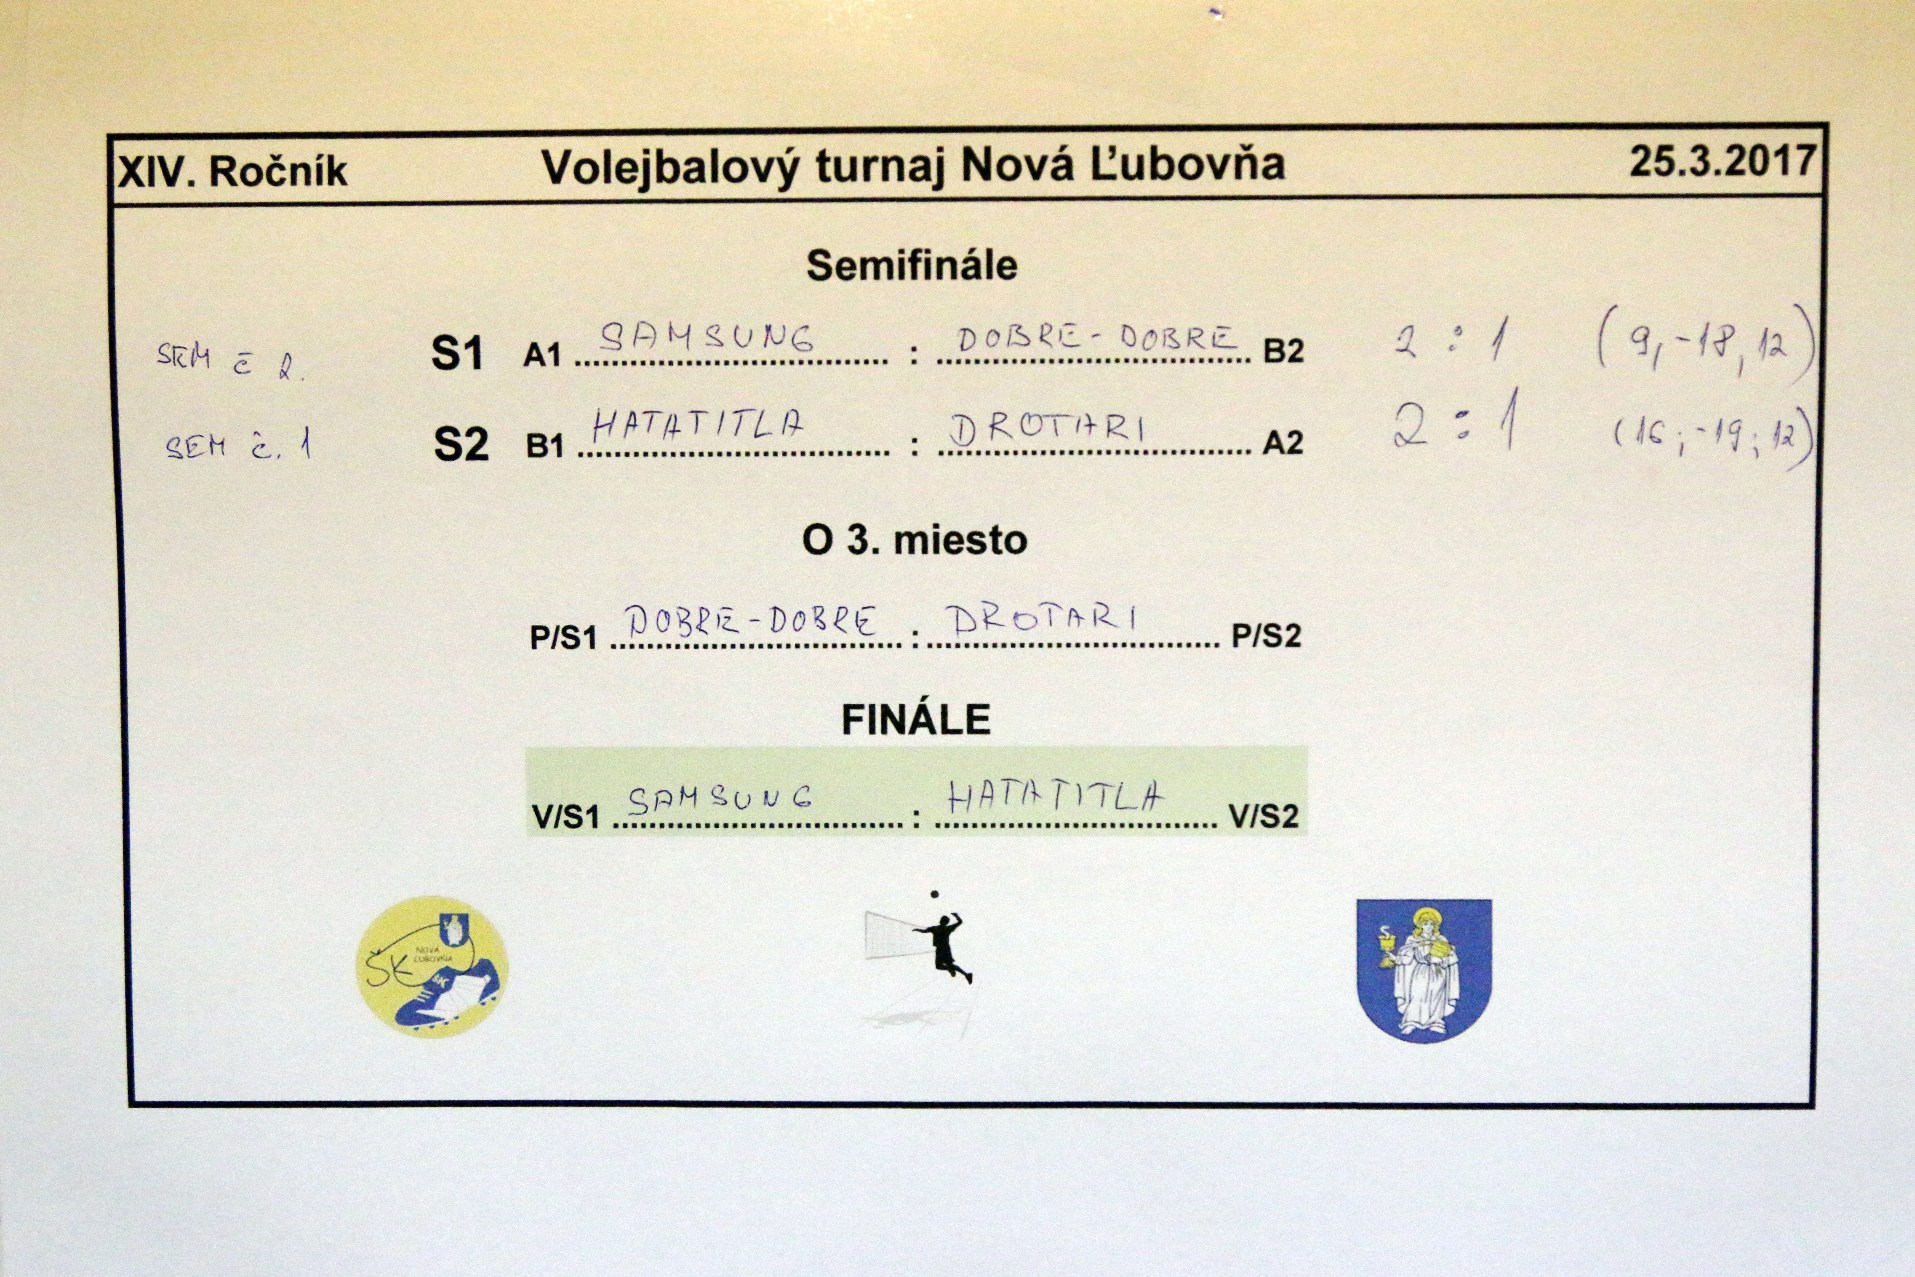 XIV. Ročník Volejbalový turnaj Nová Ľubovňa 25.3.2017
Semifinále
SEM č 2. S1 A1 SAMSUNG : DOBRE-DOBRE B2 2 : 1 (9,-18,12)
SEM č. 1 S2 B1 HATATITLA : DROTARI A2 2 : 1 (16;-19;12)
O 3. miesto
P/S1 DOBRE-DOBRE : DROTARI P/S2
FINÁLE
V/S1 SAMSUNG : HATATITLA V/S2
NOVÁ
ŠK ĽUBOVŇA
ŠK